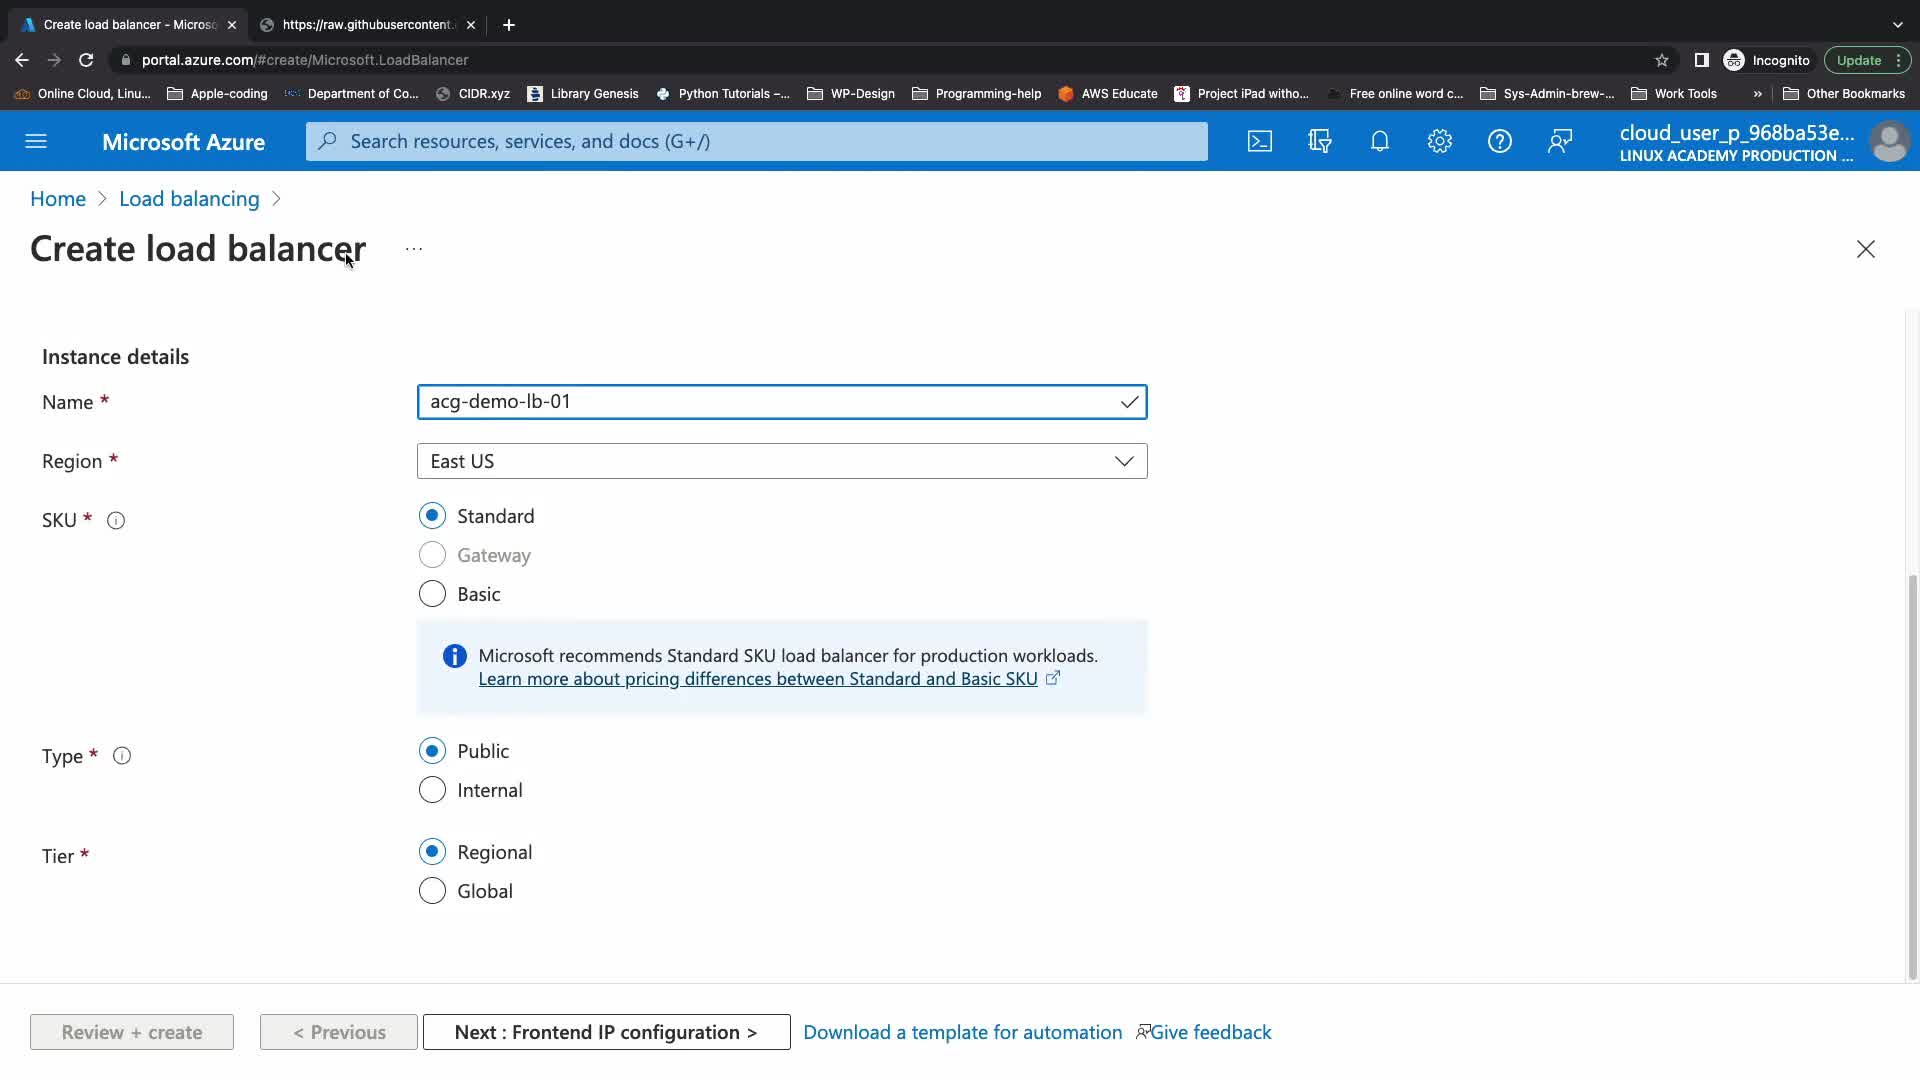 Create load balancer - Microso
https://raw.githubusercontent.
portal.azure.com/#create/Microsoft.LoadBalancer
Incognito
Update
Online Cloud, Linu...
Apple-coding
Department of Co...
CIDR.xyz
Library Genesis
Python Tutorials –...
WP-Design
Programming-help
AWS Educate
Project iPad witho...
Free online word c...
Sys-Admin-brew-...
Work Tools
»
Other Bookmarks
Microsoft Azure
Search resources, services, and docs (G+/)
cloud_user_p_968ba53e...
LINUX ACADEMY PRODUCTION ...
Home > Load balancing >
Create load balancer ...
Instance details
Name *
acg-demo-lb-01
Region *
East US
SKU *
Standard
Gateway
Basic
Microsoft recommends Standard SKU load balancer for production workloads.
Learn more about pricing differences between Standard and Basic SKU
Type *
Public
Internal
Tier *
Regional
Global
Review + create
< Previous
Next : Frontend IP configuration >
Download a template for automation
Give feedback